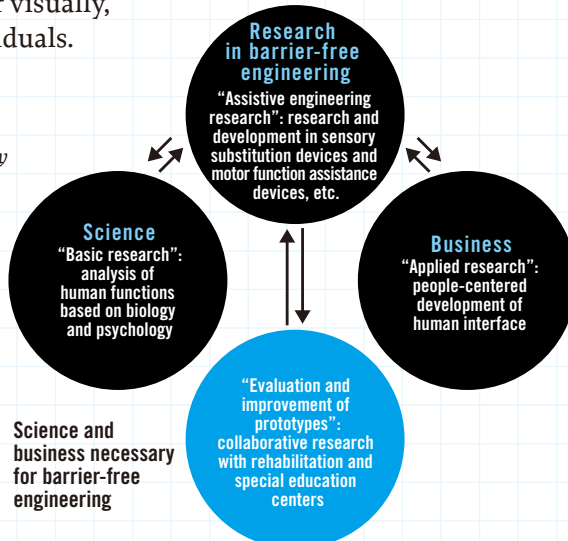 r visually,
duals.
y
Research
in barrier-free
engineering
“Assistive engineering
research”: research and
development in sensory
substitution devices and
motor function assistance
devices, etc.
Science
“Basic research”:
analysis of
human functions
based on biology
and psychology
Business
“Applied research”:
people-centered
development of
human interface
“Evaluation and
improvement of
prototypes”:
collaborative research
with rehabilitation and
special education
centers
Science and
business necessary
for barrier-free
engineering